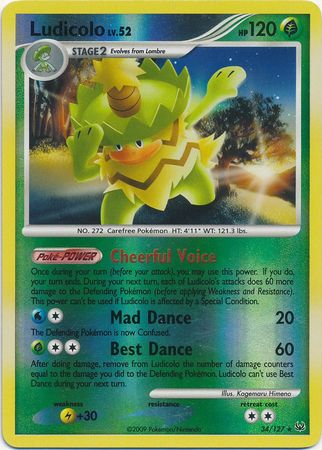 Ludicolo LV.52
HP 120
STAGE2 Evolves from Lombre
NO. 272 Carefree Pokémon HT: 4'11" WT: 121.3 lbs.
Poké-POWER Cheerful Voice
Once during your turn (before your attack), you may use this power. If you do,
your turn ends. During your next turn, each of Ludicolo's attacks does 60 more
damage to the Defending Pokémon (before applying Weakness and Resistance).
This power can't be used if Ludicolo is affected by a Special Condition.
Mad Dance 20
The Defending Pokémon is now Confused.
Best Dance 60
After doing damage, remove from Ludicolo the number of damage counters
equal to the damage you did to the Defending Pokémon. Ludicolo can't use Best
Dance during your next turn.
Illus. Kagemaru Himeno
weakness resistance retreat cost
+30
©2009 Pokémon/Nintendo
34/127